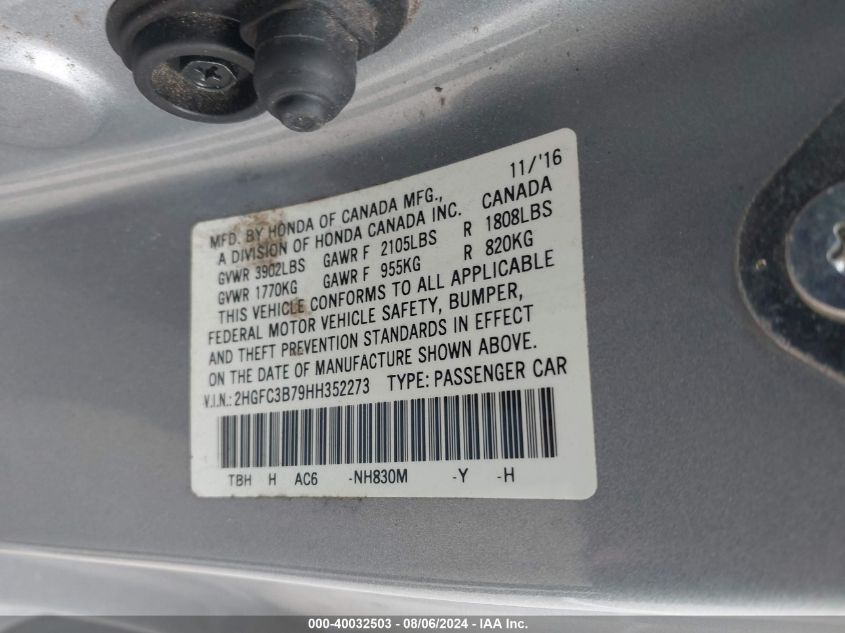 11/'16
MFD. BY HONDA OF CANADA MFG.,
A DIVISION OF HONDA CANADA INC. CANADA
GVWR 3902LBS GAWR F 2105LBS R 1808LBS
GVWR 1770KG GAWR F 955KG R 820KG
THIS VEHICLE CONFORMS TO ALL APPLICABLE
FEDERAL MOTOR VEHICLE SAFETY, BUMPER,
AND THEFT PREVENTION STANDARDS IN EFFECT
ON THE DATE OF MANUFACTURE SHOWN ABOVE.
V.I.N.: 2HGFC3B79HH352273 TYPE: PASSENGER CAR
TBH H AC6 -NH830M -Y -H
000-40032503 - 08/06/2024 - IAA Inc.